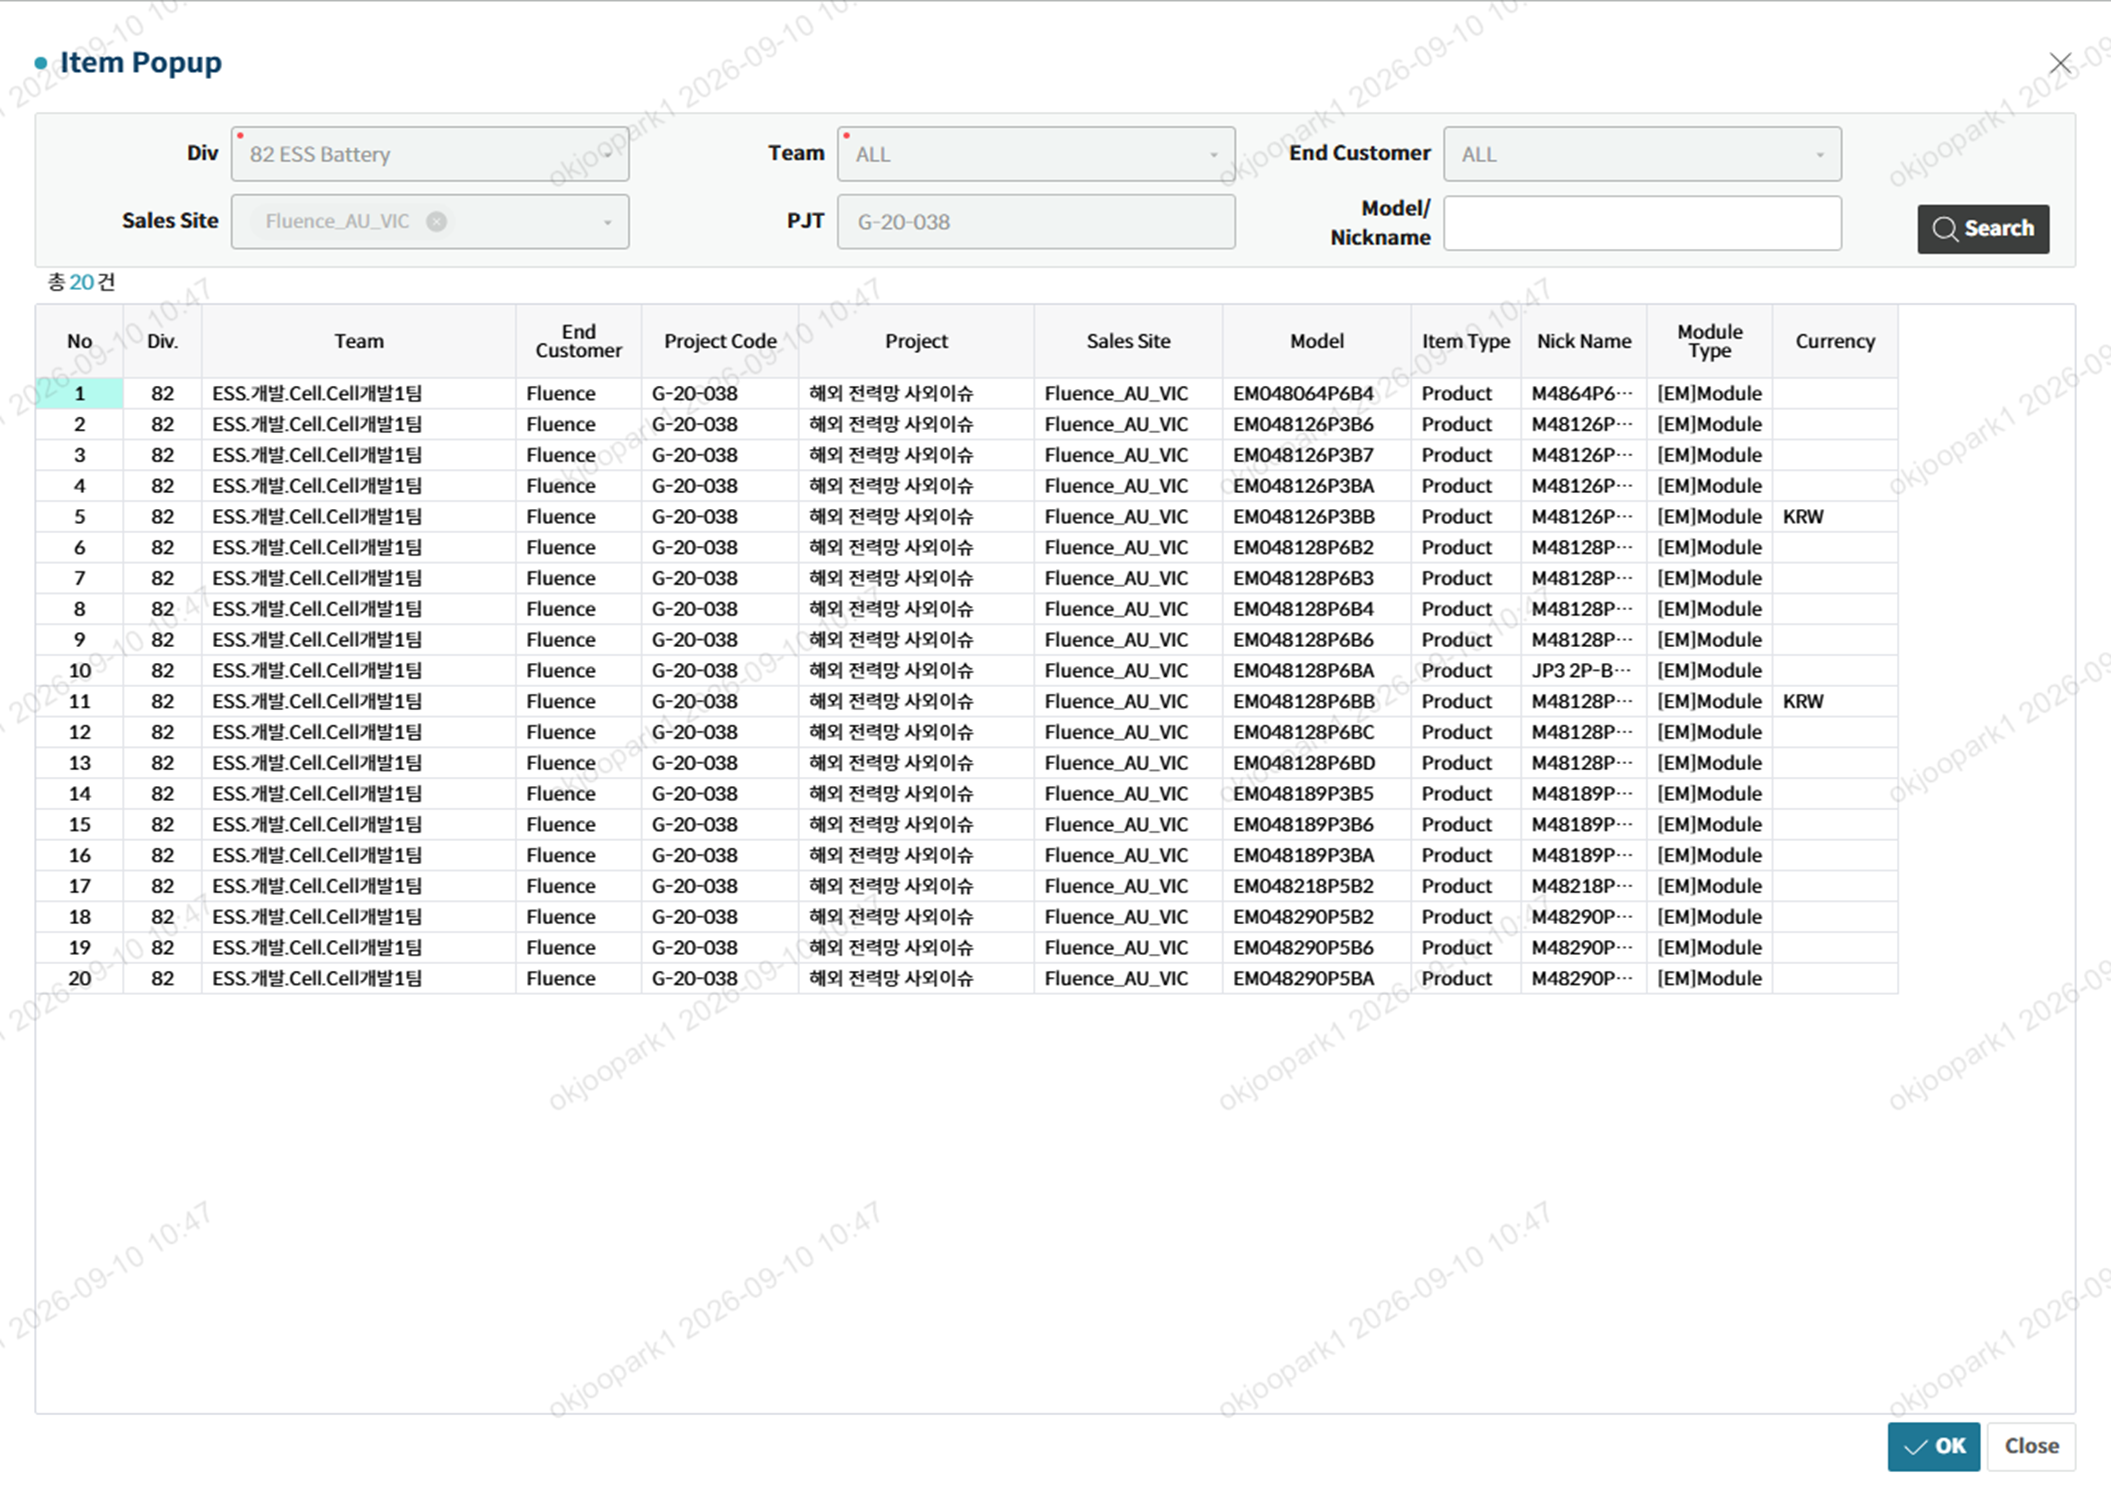 Item Popup
Div 82 ESS Battery Team ALL End Customer ALL
Sales Site Fluence_AU_VIC PJT G-20-038 Model/
Nickname Search
총 20 건
No Div. Team End Customer Project Code Project Sales Site Model Item Type Nick Name Module Type Currency
1 82 ESS.개발.Cell.Cell개발1팀 Fluence G-20-038 해외 전력망 사외이슈 Fluence_AU_VIC EM048064P6B4 Product M4864P6··· [EM]Module
2 82 ESS.개발.Cell.Cell개발1팀 Fluence G-20-038 해외 전력망 사외이슈 Fluence_AU_VIC EM048126P3B6 Product M48126P··· [EM]Module
3 82 ESS.개발.Cell.Cell개발1팀 Fluence G-20-038 해외 전력망 사외이슈 Fluence_AU_VIC EM048126P3B7 Product M48126P··· [EM]Module
4 82 ESS.개발.Cell.Cell개발1팀 Fluence G-20-038 해외 전력망 사외이슈 Fluence_AU_VIC EM048126P3BA Product M48126P··· [EM]Module
5 82 ESS.개발.Cell.Cell개발1팀 Fluence G-20-038 해외 전력망 사외이슈 Fluence_AU_VIC EM048126P3BB Product M48126P··· [EM]Module KRW
6 82 ESS.개발.Cell.Cell개발1팀 Fluence G-20-038 해외 전력망 사외이슈 Fluence_AU_VIC EM048128P6B2 Product M48128P··· [EM]Module
7 82 ESS.개발.Cell.Cell개발1팀 Fluence G-20-038 해외 전력망 사외이슈 Fluence_AU_VIC EM048128P6B3 Product M48128P··· [EM]Module
8 82 ESS.개발.Cell.Cell개발1팀 Fluence G-20-038 해외 전력망 사외이슈 Fluence_AU_VIC EM048128P6B4 Product M48128P··· [EM]Module
9 82 ESS.개발.Cell.Cell개발1팀 Fluence G-20-038 해외 전력망 사외이슈 Fluence_AU_VIC EM048128P6B6 Product M48128P··· [EM]Module
10 82 ESS.개발.Cell.Cell개발1팀 Fluence G-20-038 해외 전력망 사외이슈 Fluence_AU_VIC EM048128P6BA Product JP3 2P-B··· [EM]Module
11 82 ESS.개발.Cell.Cell개발1팀 Fluence G-20-038 해외 전력망 사외이슈 Fluence_AU_VIC EM048128P6BB Product M48128P··· [EM]Module KRW
12 82 ESS.개발.Cell.Cell개발1팀 Fluence G-20-038 해외 전력망 사외이슈 Fluence_AU_VIC EM048128P6BC Product M48128P··· [EM]Module
13 82 ESS.개발.Cell.Cell개발1팀 Fluence G-20-038 해외 전력망 사외이슈 Fluence_AU_VIC EM048128P6BD Product M48128P··· [EM]Module
14 82 ESS.개발.Cell.Cell개발1팀 Fluence G-20-038 해외 전력망 사외이슈 Fluence_AU_VIC EM048189P3B5 Product M48189P··· [EM]Module
15 82 ESS.개발.Cell.Cell개발1팀 Fluence G-20-038 해외 전력망 사외이슈 Fluence_AU_VIC EM048189P3B6 Product M48189P··· [EM]Module
16 82 ESS.개발.Cell.Cell개발1팀 Fluence G-20-038 해외 전력망 사외이슈 Fluence_AU_VIC EM048189P3BA Product M48189P··· [EM]Module
17 82 ESS.개발.Cell.Cell개발1팀 Fluence G-20-038 해외 전력망 사외이슈 Fluence_AU_VIC EM048218P5B2 Product M48218P··· [EM]Module
18 82 ESS.개발.Cell.Cell개발1팀 Fluence G-20-038 해외 전력망 사외이슈 Fluence_AU_VIC EM048290P5B2 Product M48290P··· [EM]Module
19 82 ESS.개발.Cell.Cell개발1팀 Fluence G-20-038 해외 전력망 사외이슈 Fluence_AU_VIC EM048290P5B6 Product M48290P··· [EM]Module
20 82 ESS.개발.Cell.Cell개발1팀 Fluence G-20-038 해외 전력망 사외이슈 Fluence_AU_VIC EM048290P5BA Product M48290P··· [EM]Module
okjoopark1 2026-09-10 10:47
OK Close